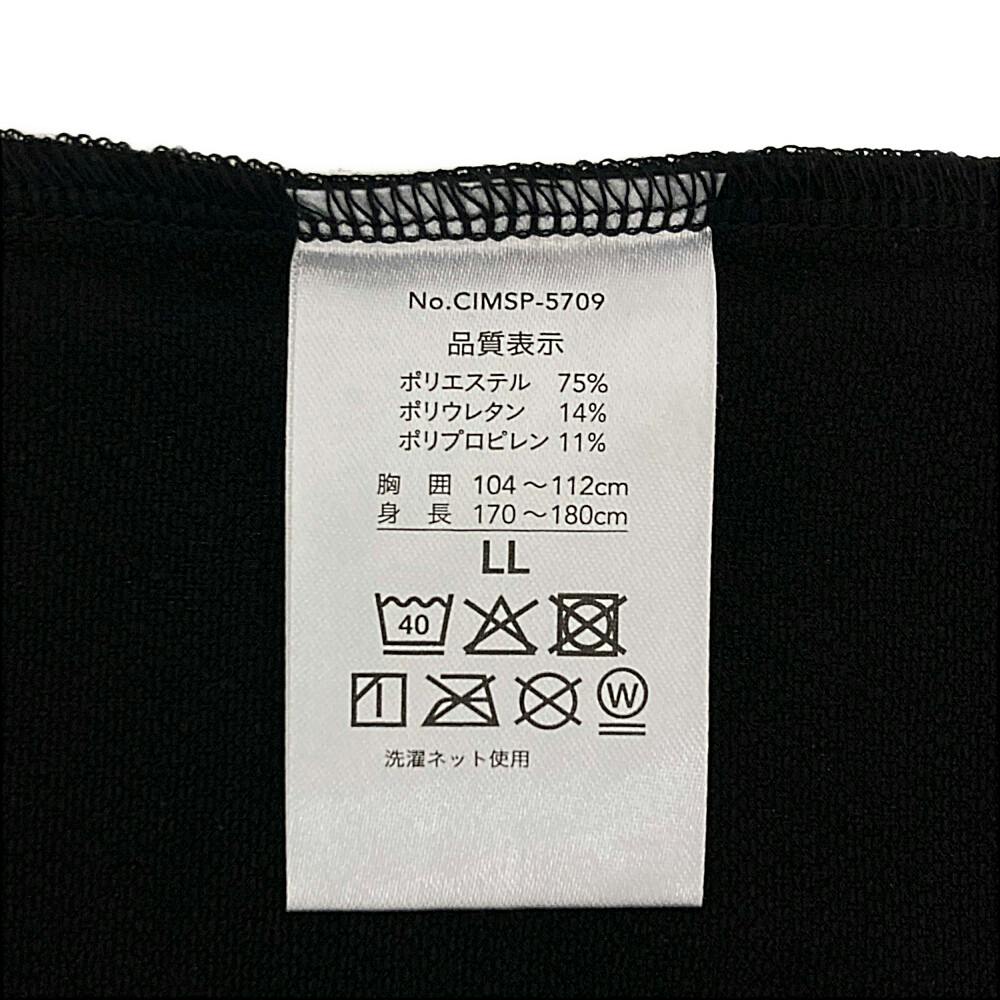 No.CIMSP-5709
品質表示
ポリエステル 75%
ポリウレタン 14%
ポリプロピレン 11%
胸 囲 104～112cm
身 長 170～180cm
LL
40
W
洗濯ネット使用